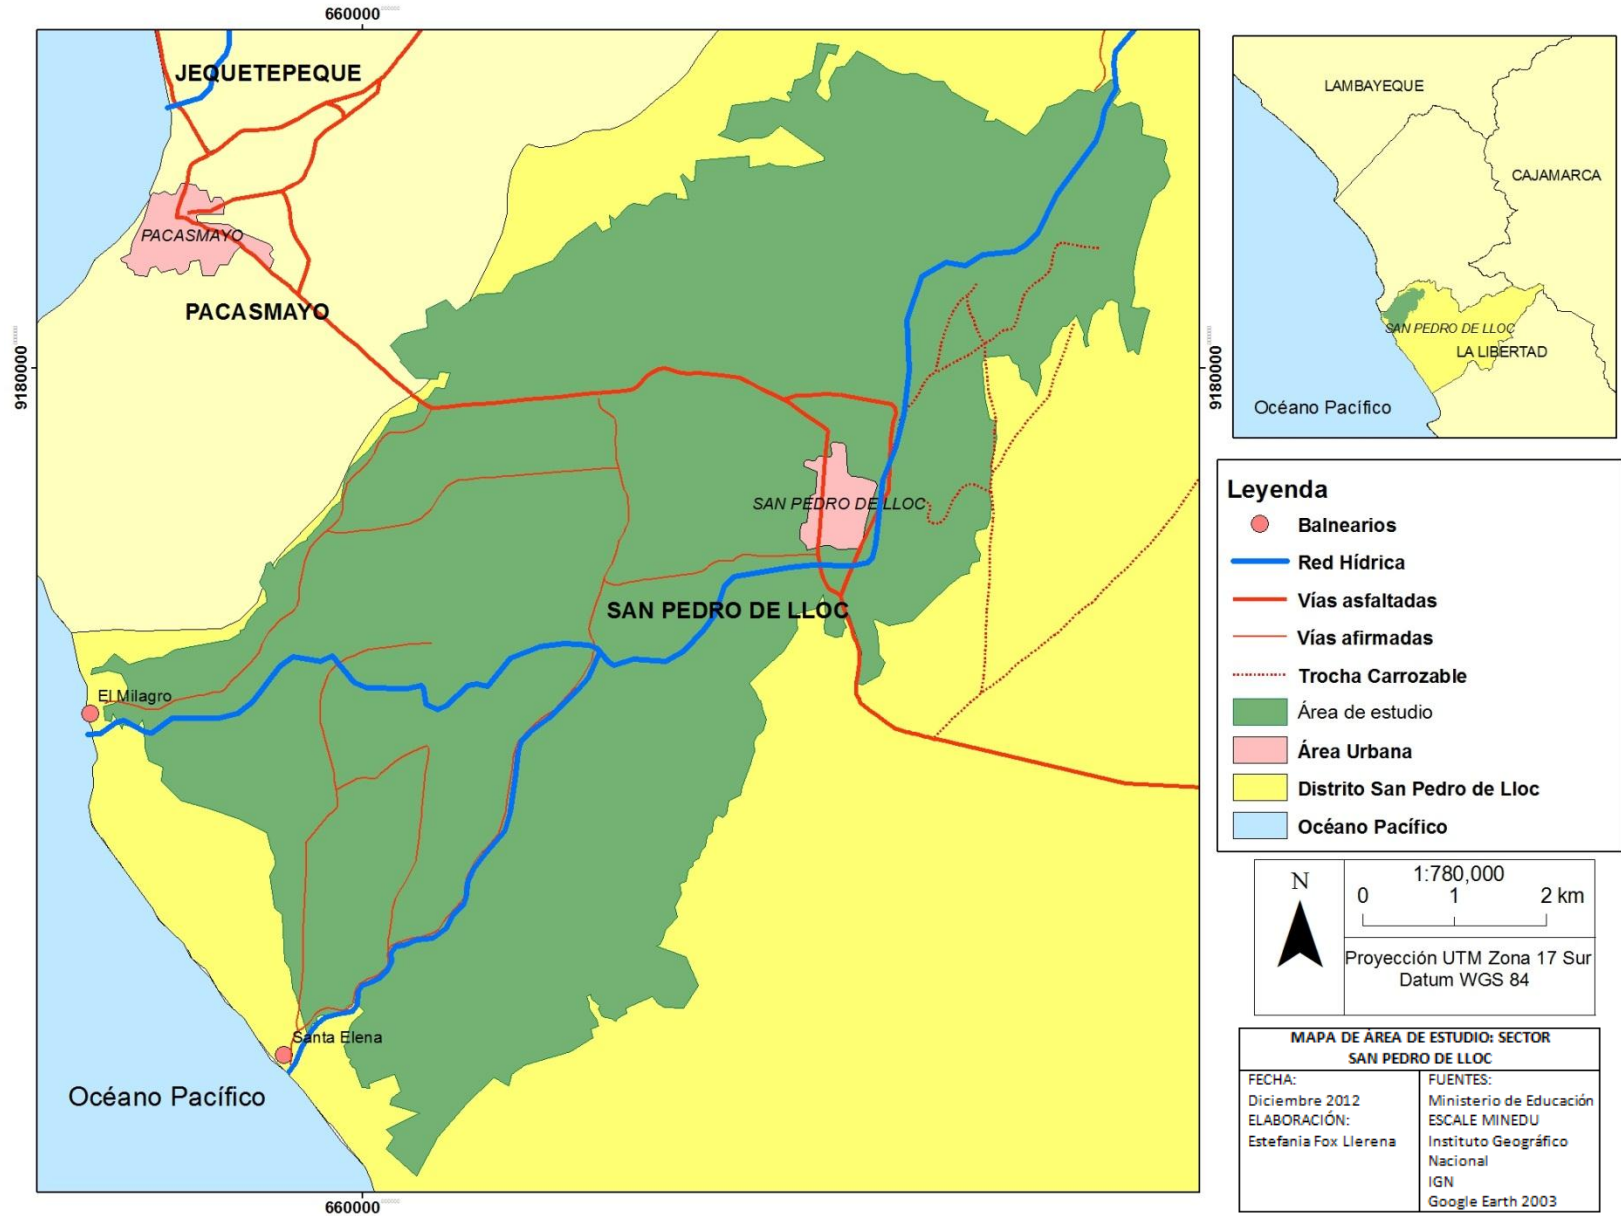 660000
JEQUETEPEQUE
PACASMAYO
PACASMAYO
9180000
9180000
SAN PEDRO DE LLOC
SAN PEDRO DE LLOC
El Milagro
Santa Elena
Océano Pacífico
660000
LAMBAYEQUE
CAJAMARCA
SAN PEDRO DE LLOC
LA LIBERTAD
Océano Pacífico
Leyenda
Balnearios
Red Hídrica
Vías asfaltadas
Vías afirmadas
Trocha Carrozable
Área de estudio
Área Urbana
Distrito San Pedro de Lloc
Océano Pacífico
N
1:780,000
0 1 2 km
Proyección UTM Zona 17 Sur
Datum WGS 84
MAPA DE ÁREA DE ESTUDIO: SECTOR
SAN PEDRO DE LLOC
FECHA:
Diciembre 2012
ELABORACIÓN:
Estefania Fox Llerena
FUENTES:
Ministerio de Educación
ESCALE MINEDU
Instituto Geográfico
Nacional
IGN
Google Earth 2003